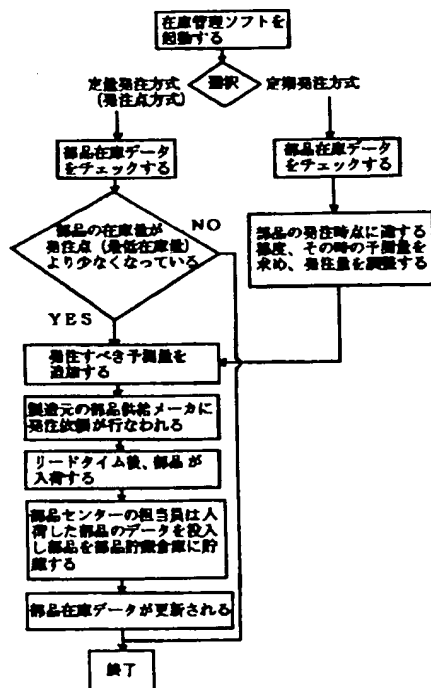 在庫管理ソフトを
起動する
選択
定量発注方式
(発注点方式)
定期発注方式
部品在庫データ
をチェックする
部品在庫データ
をチェックする
部品の在庫量が
発注点(最低在庫量)
より少なくなっている
NO
YES
部品の発注時点に達する
都度、その時の予測量を
求め、発注量を調整する
発注すべき予測量を
追加する
製造元の部品供給メーカに
発注依頼が行なわれる
リードタイム後、部品が
入荷する
部品センターの担当員は入
荷した部品のデータを投入
し部品を部品貯蔵倉庫に貯
蔵する
部品在庫データが更新される
終了